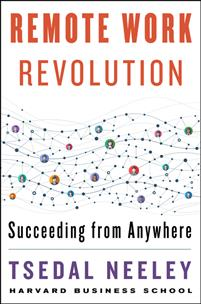 REMOTE WORK
REVOLUTION
Succeeding from Anywhere
TSEDAL NEELEY
HARVARD BUSINESS SCHOOL